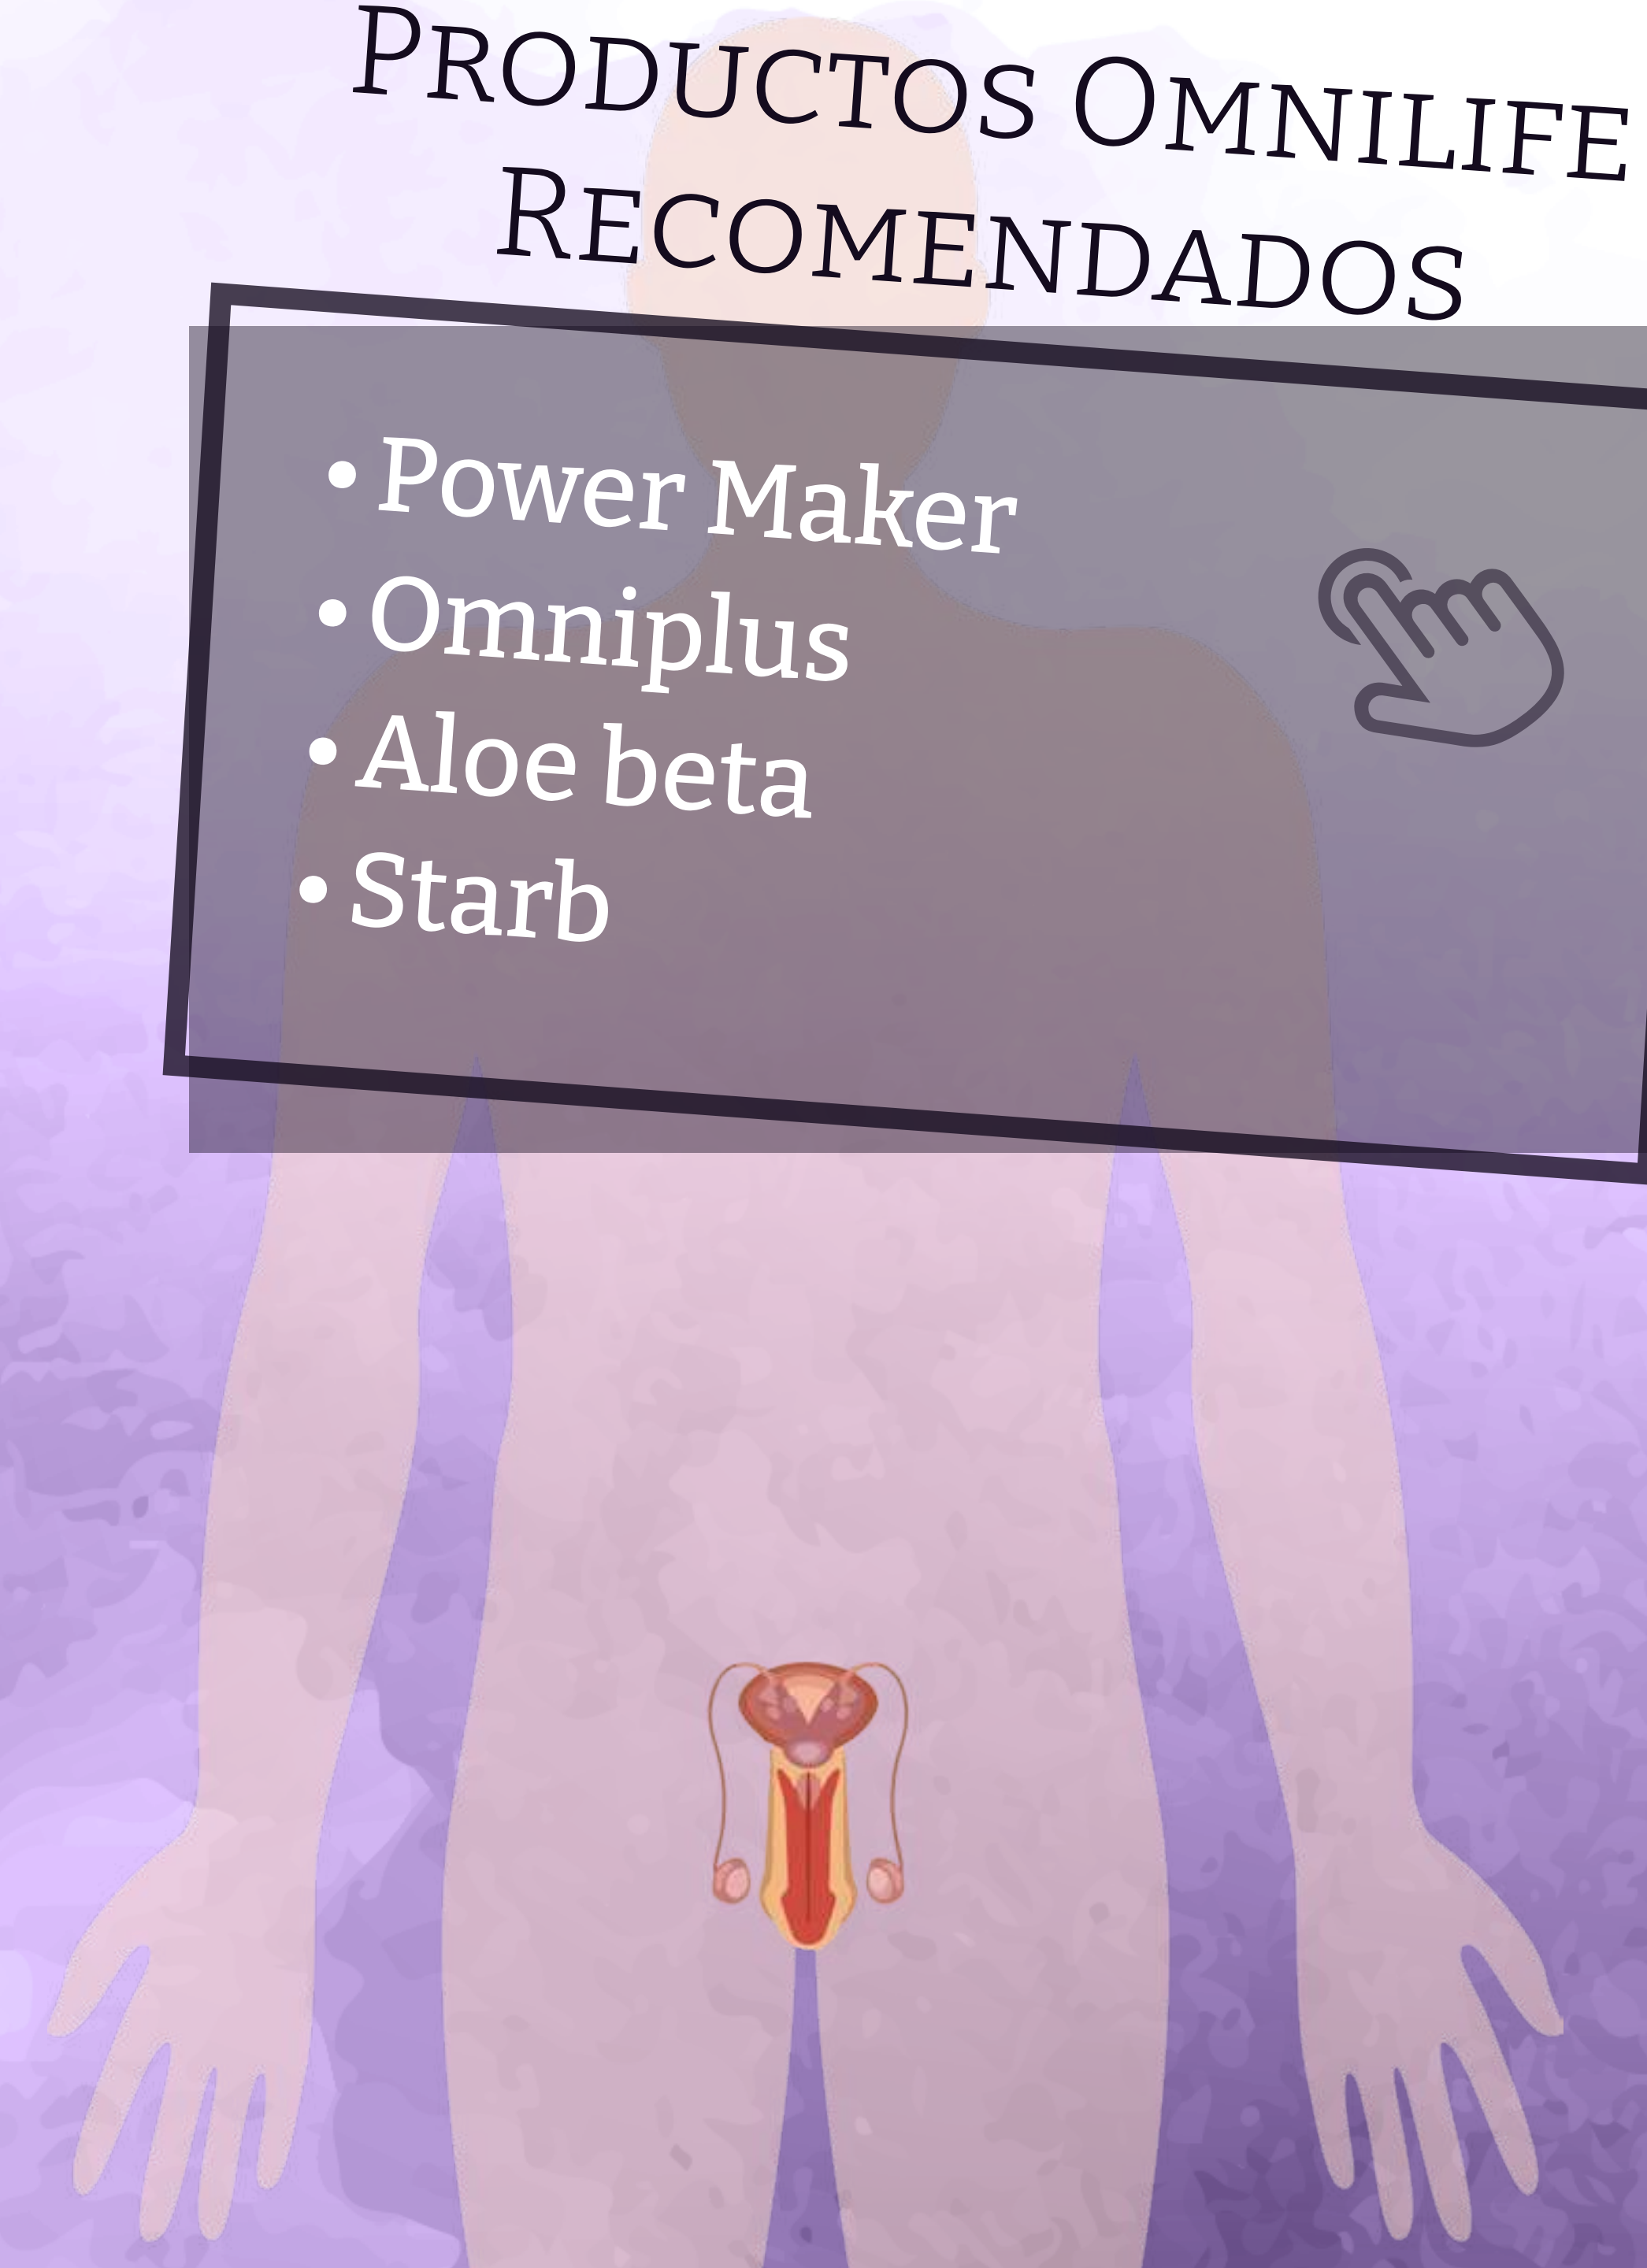 Productos Omnilife
Recomendados
• Power Maker
• Omniplus
• Aloe beta
• Starb